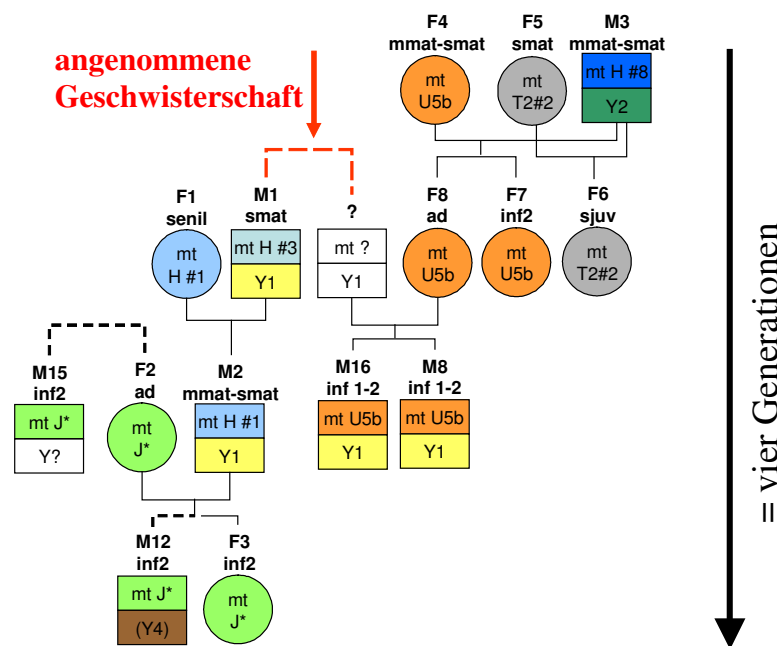 angenommene
Geschwisterschaft
F4
mmat-smat
F5
smat
M3
mmat-smat
mt
U5b
mt
T2#2
mt H #8
Y2
F1
senil
M1
smat
?
F8
ad
F7
inf2
F6
sjuv
mt
H #1
mt H #3
Y1
mt ?
Y1
mt
U5b
mt
U5b
mt
T2#2
M15
inf2
F2
ad
M2
mmat-smat
M16
inf 1-2
M8
inf 1-2
mt J*
Y?
mt
J*
mt H #1
Y1
mt U5b
Y1
mt U5b
Y1
M12
inf2
F3
inf2
mt J*
(Y4)
mt
J*
= vier Generationen